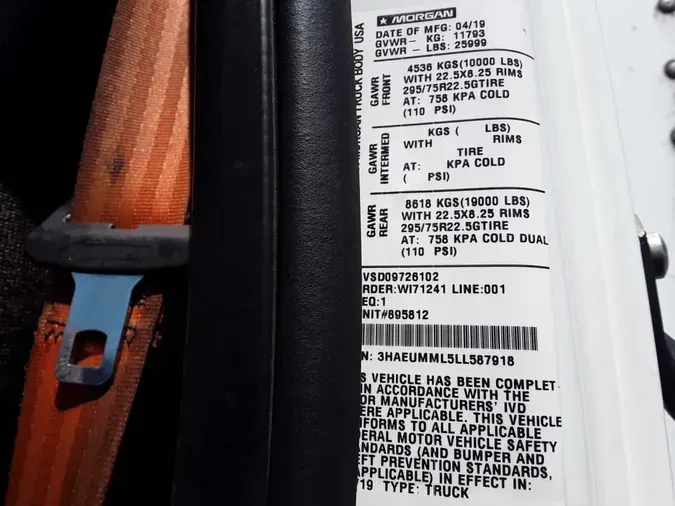 MORGAN
DATE OF MFG: 04/19
GVWR- KG: 11793
GVWR- LBS: 25999
MORGAN TRUCK BODY USA
GAWR FRONT
4536 KGS(10000 LBS)
WITH 22.5X8.25 RIMS
295/75R22.5GTIRE
AT: 758 KPA COLD
(110 PSI)
GAWR INTERMED
KGS ( LBS)
WITH RIMS
TIRE
AT: KPA COLD
( PSI)
GAWR REAR
8618 KGS(19000 LBS)
WITH 22.5X8.25 RIMS
295/75R22.5GTIRE
AT: 758 KPA COLD DUAL
(110 PSI)
VSD09726102
RDER:WI71241 LINE:001
EQ:1
NIT#895812
N: 3HAEUMML5LL587918
S VEHICLE HAS BEEN COMPLET
IN ACCORDANCE WITH THE
OR MANUFACTURERS' IVD
ERE APPLICABLE. THIS VEHICLE
IFORMS TO ALL APPLICABLE
DERAL MOTOR VEHICLE SAFETY
ANDARDS (AND BUMPER AND
EFT PREVENTION STANDARDS,
APPLICABLE) IN EFFECT IN:
/19 TYPE: TRUCK